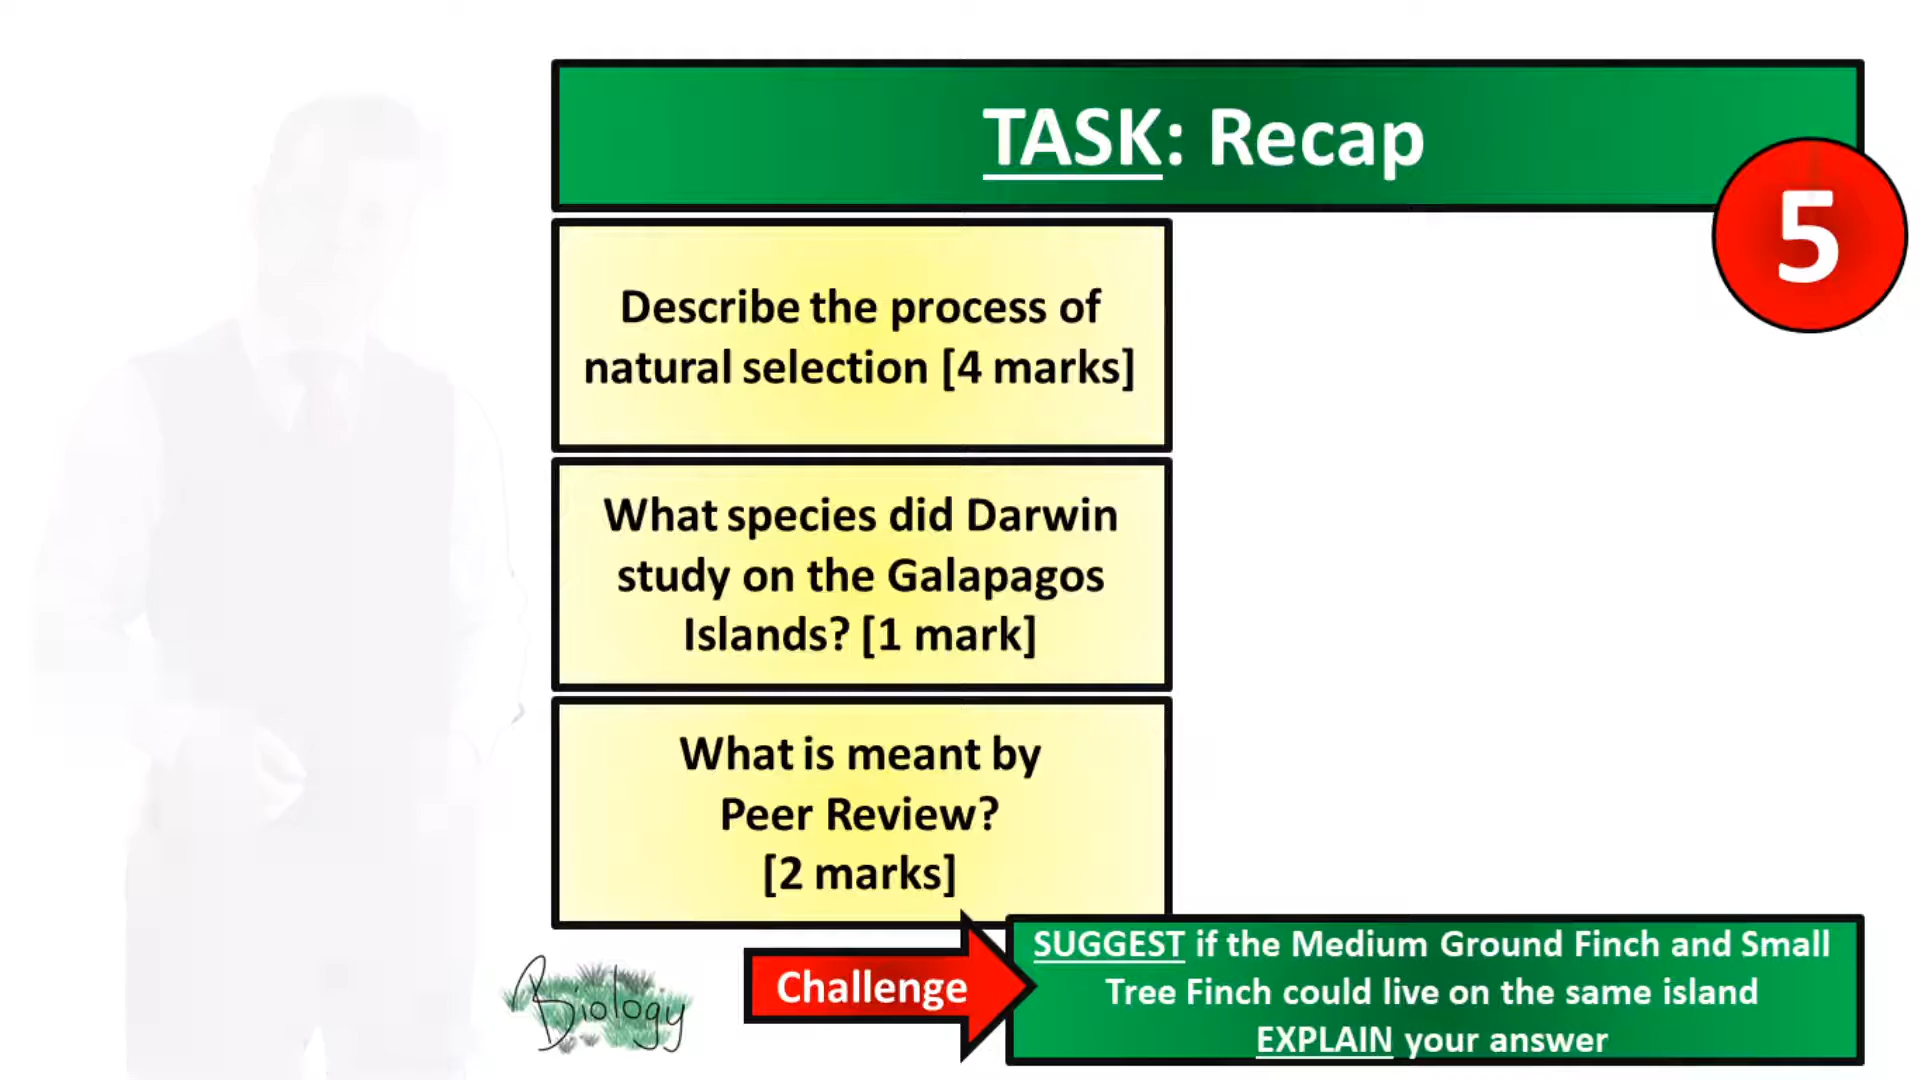 TASK: Recap
5
Describe the process of
natural selection [4 marks]
What species did Darwin
study on the Galapagos
Islands? [1 mark]
What is meant by
Peer Review?
[2 marks]
Biology
Challenge
SUGGEST if the Medium Ground Finch and Small
Tree Finch could live on the same island
EXPLAIN your answer